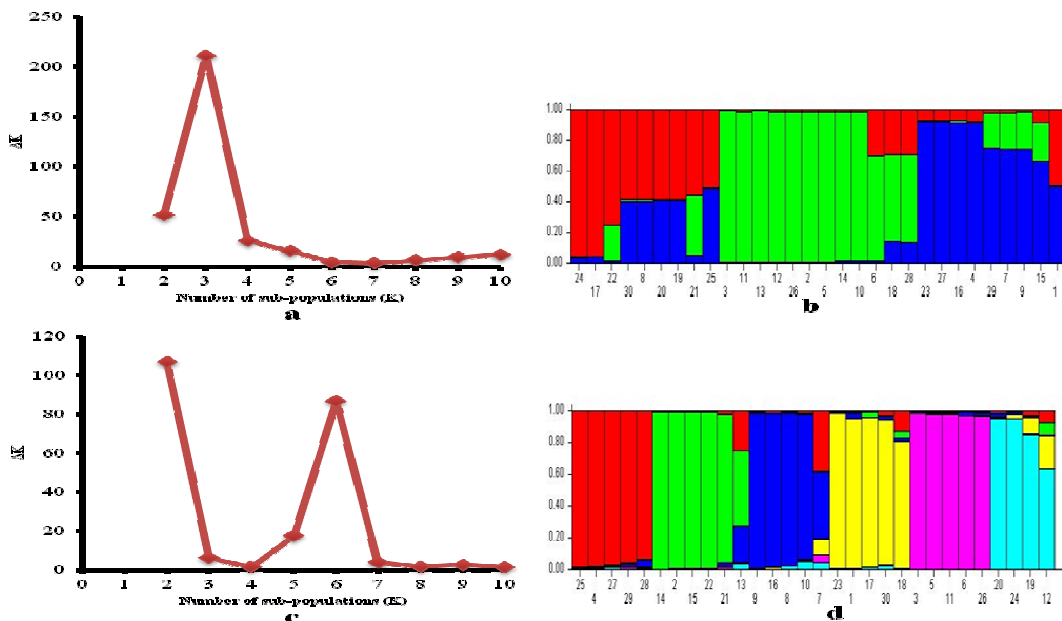 250
200
150
100
50
0
ΔK
0 1 2 3 4 5 6 7 8 9 10
Number of sub-populations (K)
a
1.00
0.80
0.60
0.40
0.20
0.00
24 22 8 19 25 11 12 2 14 6 28 27 4 7 15
17 30 20 21 3 13 26 5 10 18 23 16 29 9 1
b
120
100
80
60
40
20
0
ΔK
0 1 2 3 4 5 6 7 8 9 10
Number of sub-populations (K)
c
1.00
0.80
0.60
0.40
0.20
0.00
25 27 28 2 22 13 16 10 23 17 18 5 6 20 19
4 29 14 15 21 9 8 7 1 30 3 11 26 24 12
d